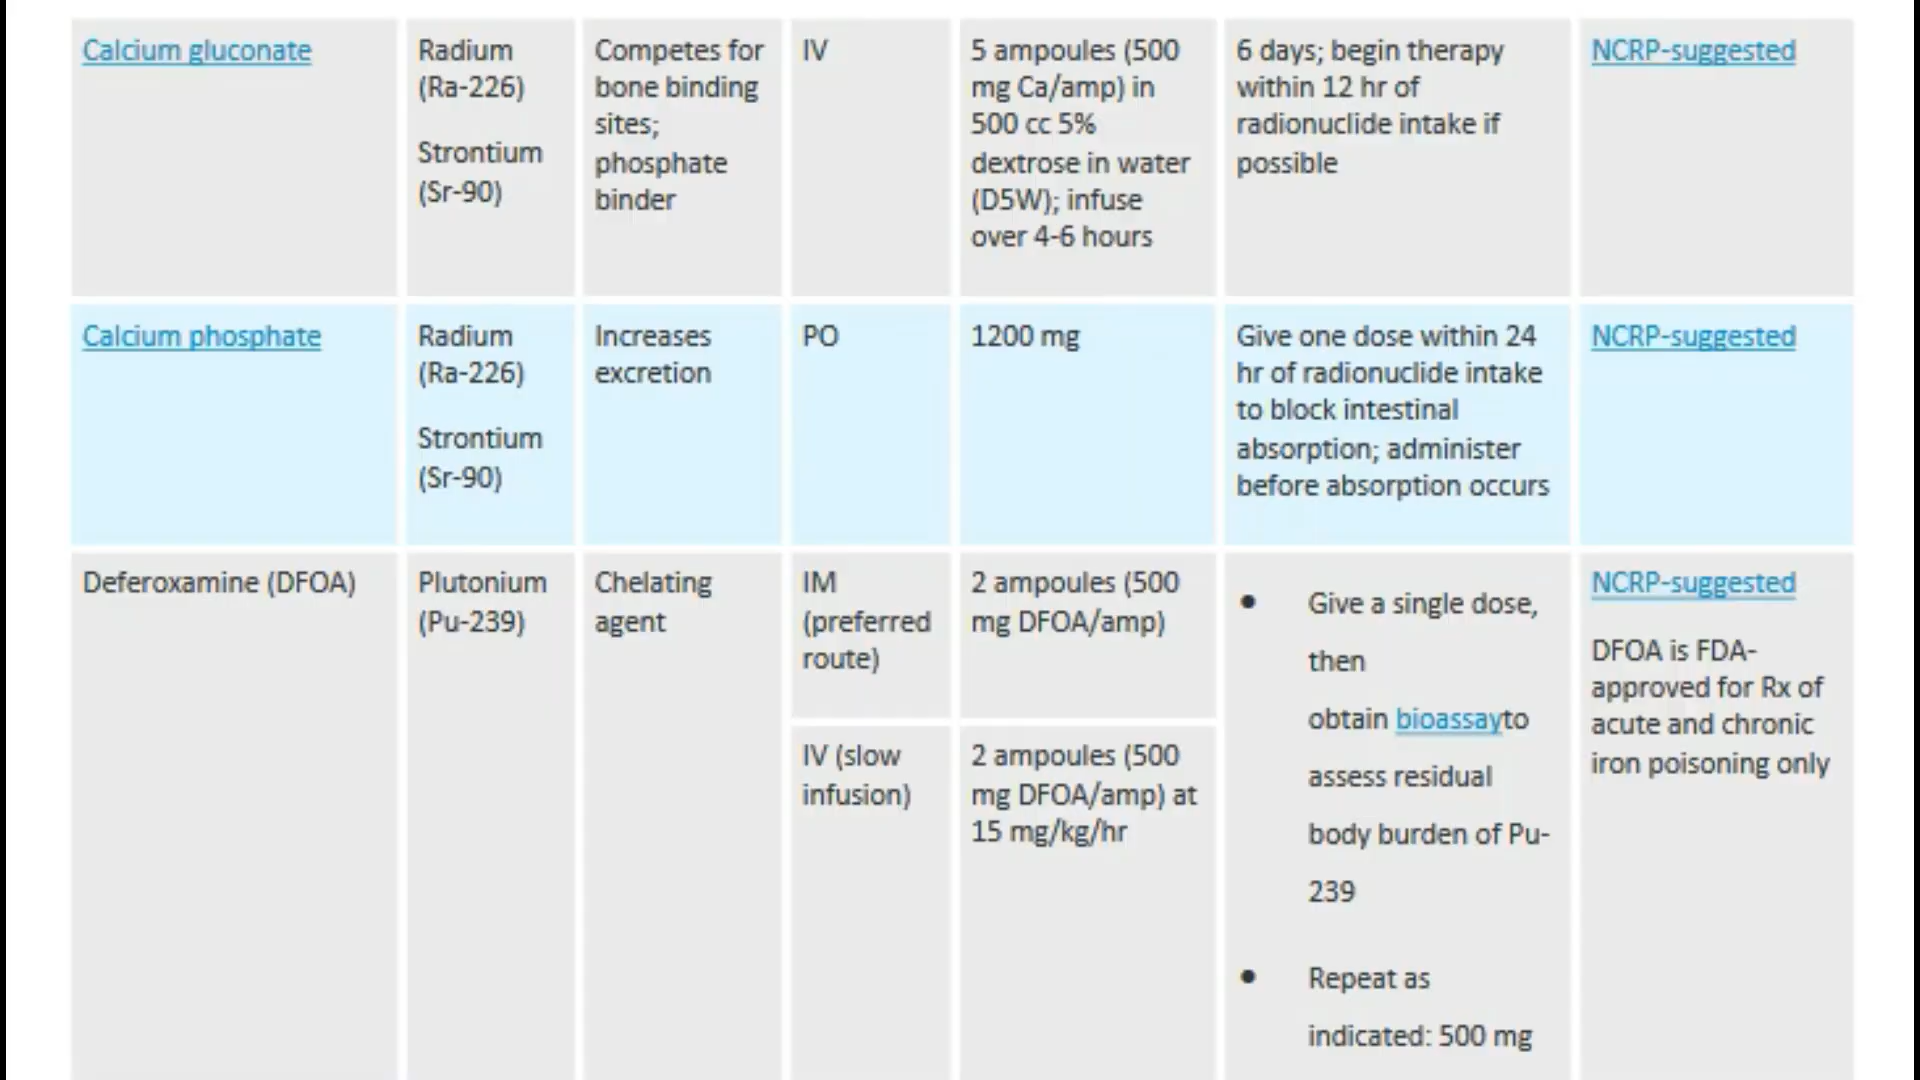 Calcium gluconate
Radium
(Ra-226)
Strontium
(Sr-90)
Competes for
bone binding
sites;
phosphate
binder
IV
5 ampoules (500
mg Ca/amp) in
500 cc 5%
dextrose in water
(D5W); infuse
over 4-6 hours
6 days; begin therapy
within 12 hr of
radionuclide intake if
possible
NCRP-suggested
Calcium phosphate
Radium
(Ra-226)
Strontium
(Sr-90)
Increases
excretion
PO
1200 mg
Give one dose within 24
hr of radionuclide intake
to block intestinal
absorption; administer
before absorption occurs
NCRP-suggested
Deferoxamine (DFOA)
Plutonium
(Pu-239)
Chelating
agent
IM
(preferred
route)
2 ampoules (500
mg DFOA/amp)
IV (slow
infusion)
2 ampoules (500
mg DFOA/amp) at
15 mg/kg/hr
• Give a single dose,
then
obtain bioassayto
assess residual
body burden of Pu-
239
• Repeat as
indicated: 500 mg
NCRP-suggested
DFOA is FDA-
approved for Rx of
acute and chronic
iron poisoning only